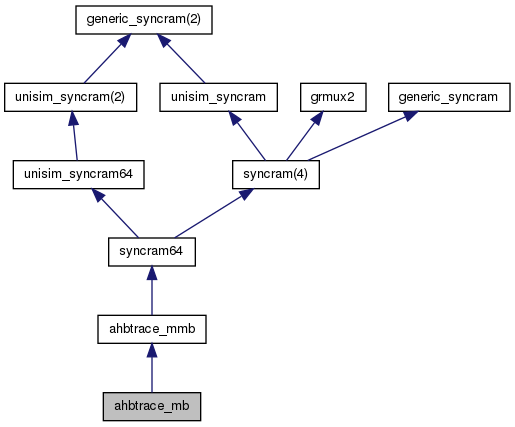 generic_syncram(2)
unisim_syncram(2)
unisim_syncram
grmux2
generic_syncram
unisim_syncram64
syncram(4)
syncram64
ahbtrace_mmb
ahbtrace_mb